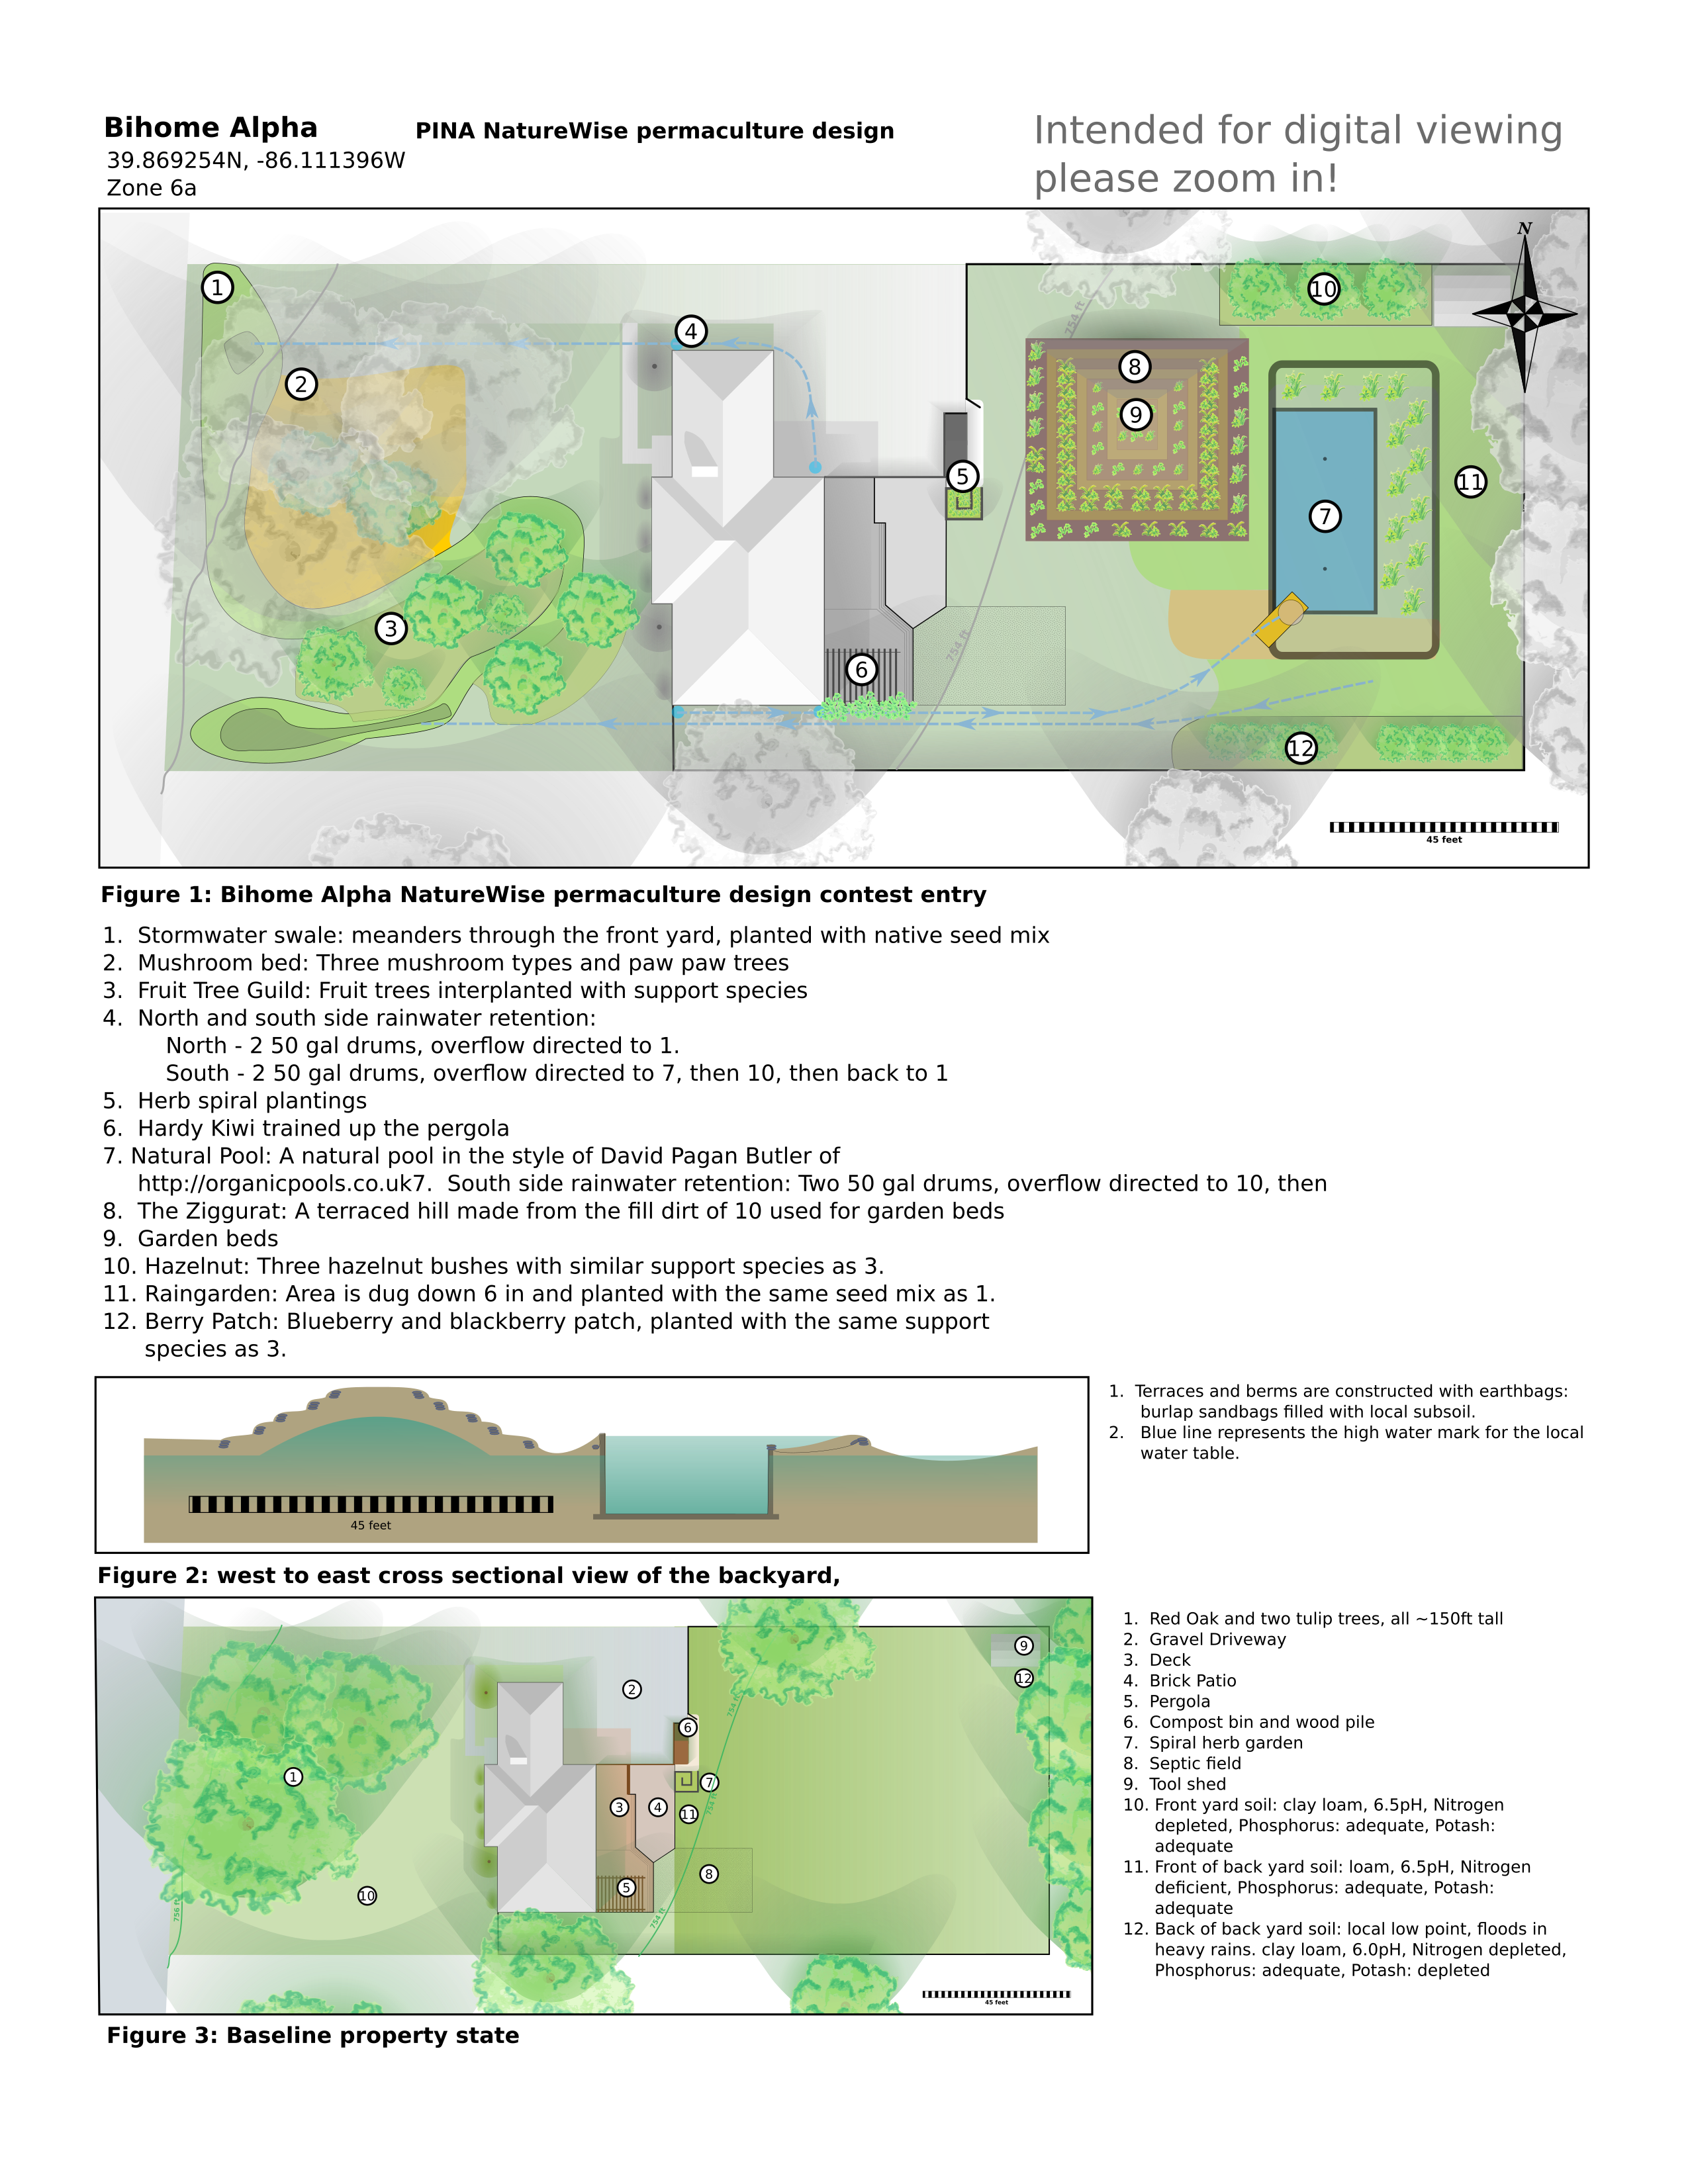 Bihome Alpha
PINA NatureWise permaculture design
39.869254N, -86.111396W
Zone 6a
Intended for digital viewing
please zoom in!
N
1
10
4
2
754 ft
8
9
5
11
7
3
754 ft
6
12
45 feet
Figure 1: Bihome Alpha NatureWise permaculture design contest entry
1. Stormwater swale: meanders through the front yard, planted with native seed mix
2. Mushroom bed: Three mushroom types and paw paw trees
3. Fruit Tree Guild: Fruit trees interplanted with support species
4. North and south side rainwater retention:
North - 2 50 gal drums, overflow directed to 1.
South - 2 50 gal drums, overflow directed to 7, then 10, then back to 1
5. Herb spiral plantings
6. Hardy Kiwi trained up the pergola
7. Natural Pool: A natural pool in the style of David Pagan Butler of
http://organicpools.co.uk7. South side rainwater retention: Two 50 gal drums, overflow directed to 10, then
8. The Ziggurat: A terraced hill made from the fill dirt of 10 used for garden beds
9. Garden beds
10. Hazelnut: Three hazelnut bushes with similar support species as 3.
11. Raingarden: Area is dug down 6 in and planted with the same seed mix as 1.
12. Berry Patch: Blueberry and blackberry patch, planted with the same support
species as 3.
45 feet
1. Terraces and berms are constructed with earthbags:
burlap sandbags filled with local subsoil.
2. Blue line represents the high water mark for the local
water table.
Figure 2: west to east cross sectional view of the backyard,
9
12
2
754 ft
6
1
7
3
4
11
754 ft
8
5
10
756 ft
754 ft
45 feet
1. Red Oak and two tulip trees, all ~150ft tall
2. Gravel Driveway
3. Deck
4. Brick Patio
5. Pergola
6. Compost bin and wood pile
7. Spiral herb garden
8. Septic field
9. Tool shed
10. Front yard soil: clay loam, 6.5pH, Nitrogen
depleted, Phosphorus: adequate, Potash:
adequate
11. Front of back yard soil: loam, 6.5pH, Nitrogen
deficient, Phosphorus: adequate, Potash:
adequate
12. Back of back yard soil: local low point, floods in
heavy rains. clay loam, 6.0pH, Nitrogen depleted,
Phosphorus: adequate, Potash: depleted
Figure 3: Baseline property state